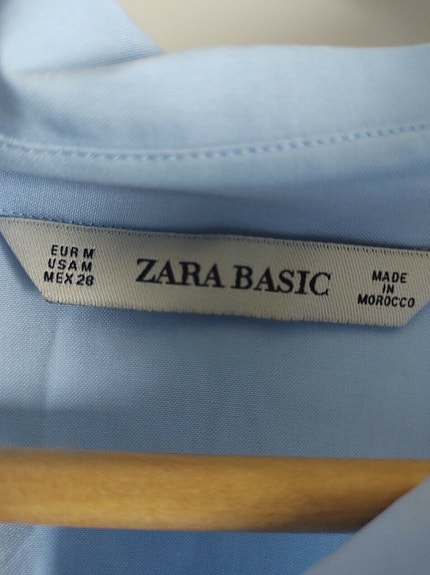 EUR M
USA M
MEX 28
ZARA BASIC
MADE
IN
MOROCCO